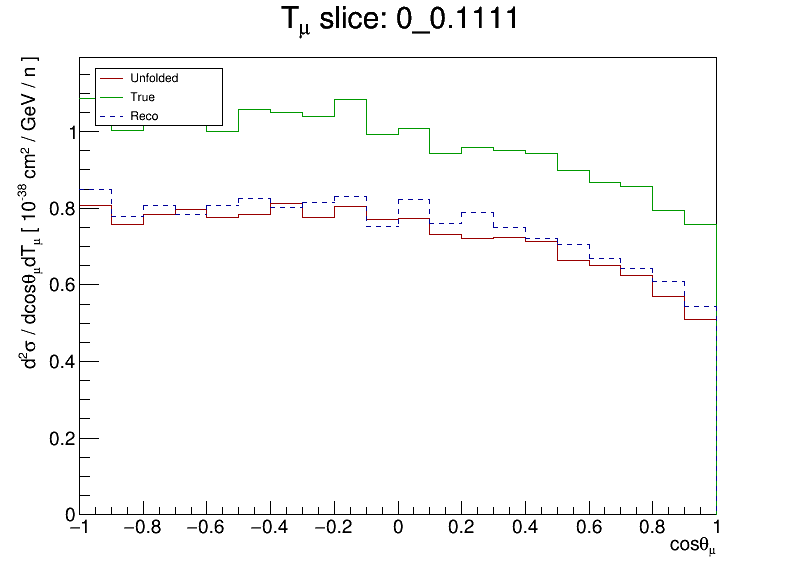 Tμ slice: 0_0.1111
d²σ / dcosθμdTμ [ 10⁻³⁸ cm² / GeV / n ]
Unfolded
True
Reco
1
0.8
0.6
0.4
0.2
0
−1 −0.8 −0.6 −0.4 −0.2 0 0.2 0.4 0.6 0.8 1
cosθμ